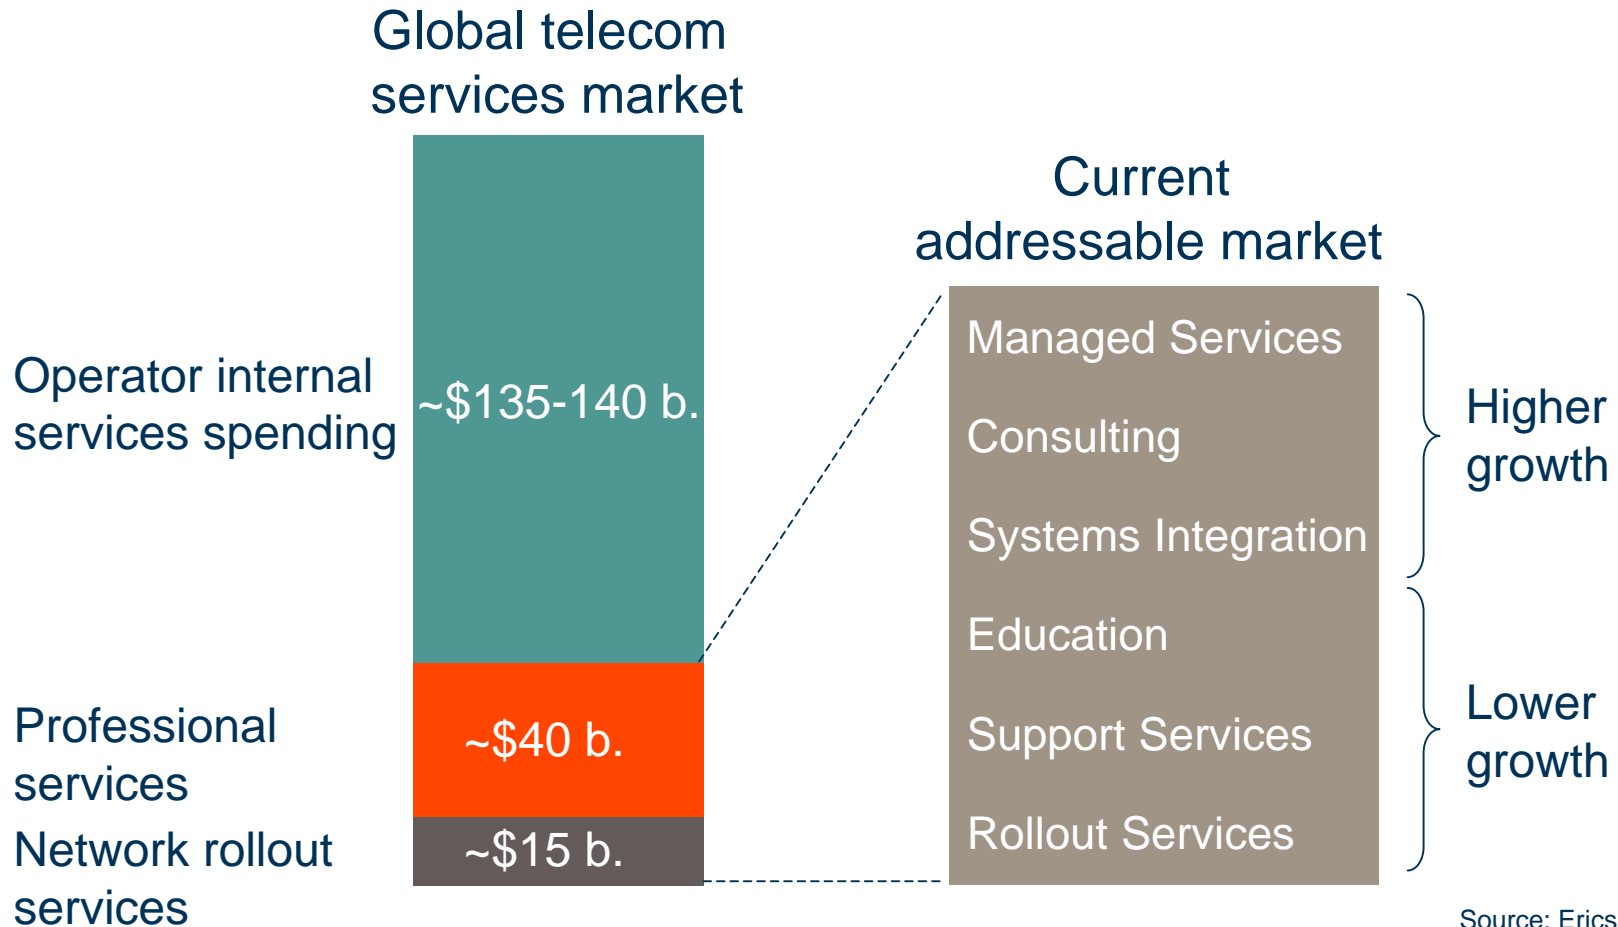 Global telecom
services market
Current
addressable market
Operator internal
services spending
~$135-140 b.
Professional
services
~$40 b.
Network rollout
services
~$15 b.
Managed Services
Consulting
Systems Integration
Education
Support Services
Rollout Services
Higher
growth
Lower
growth
Source: Erics